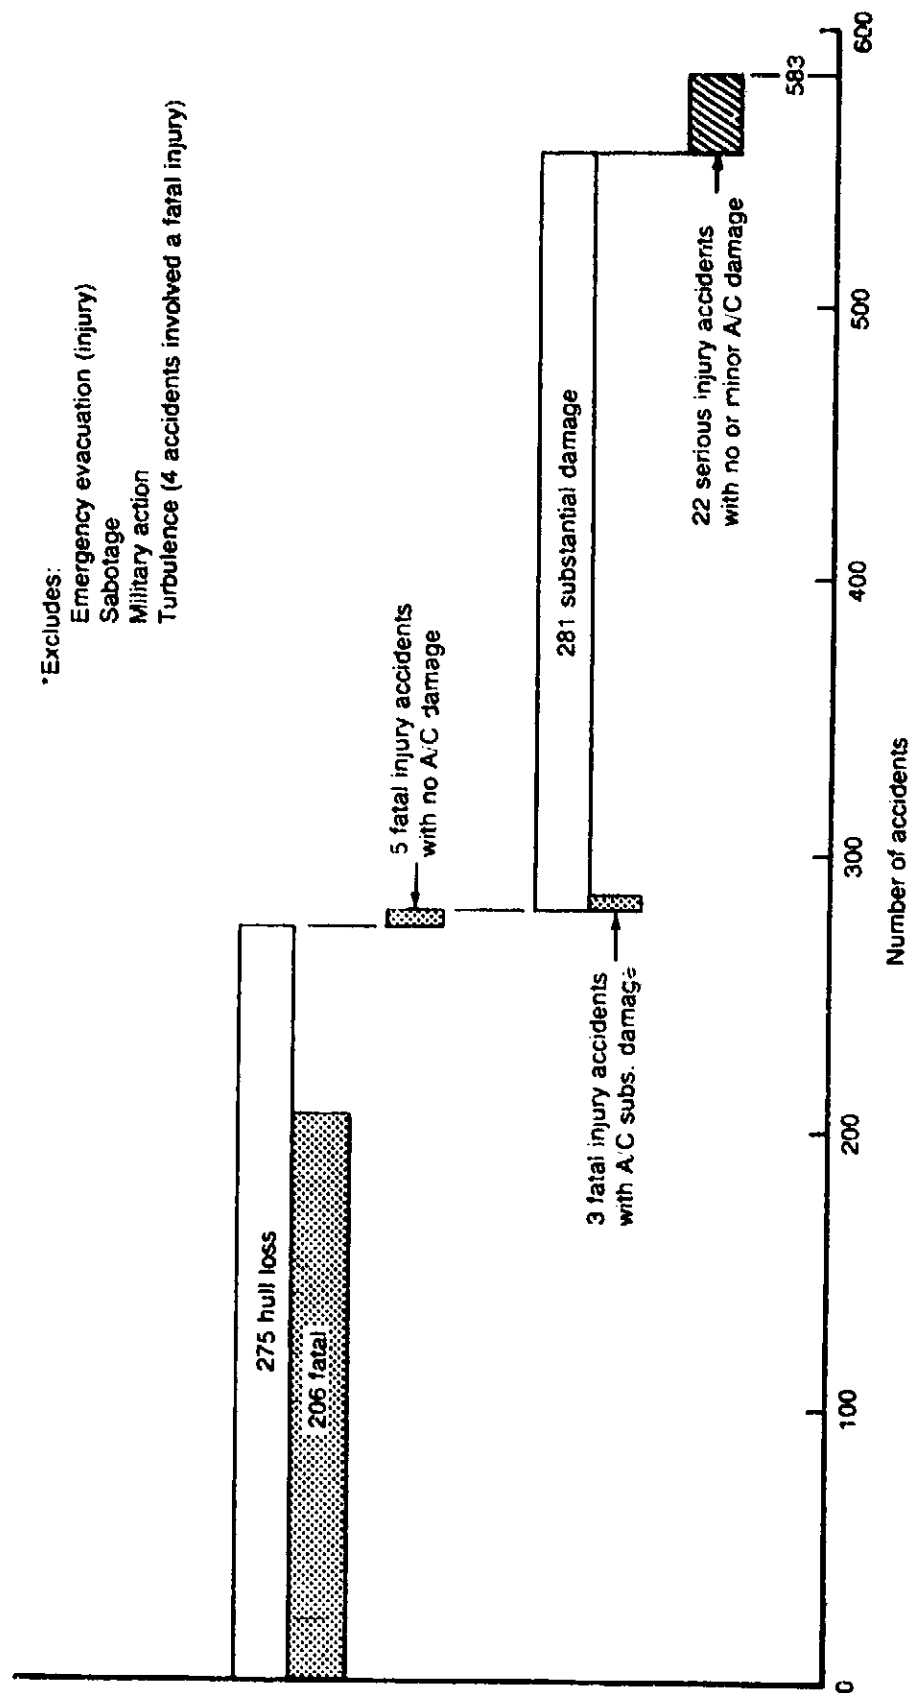 *Excludes:
Emergency evacuation (injury)
Sabotage
Military action
Turbulence (4 accidents involved a fatal injury)
275 hull loss
206 fatal
5 fatal injury accidents
with no A/C damage
281 substantial damage
3 fatal injury accidents
with A/C subs. damage
22 serious injury accidents
with no or minor A/C damage
583
0
100
200
300
400
500
600
Number of accidents